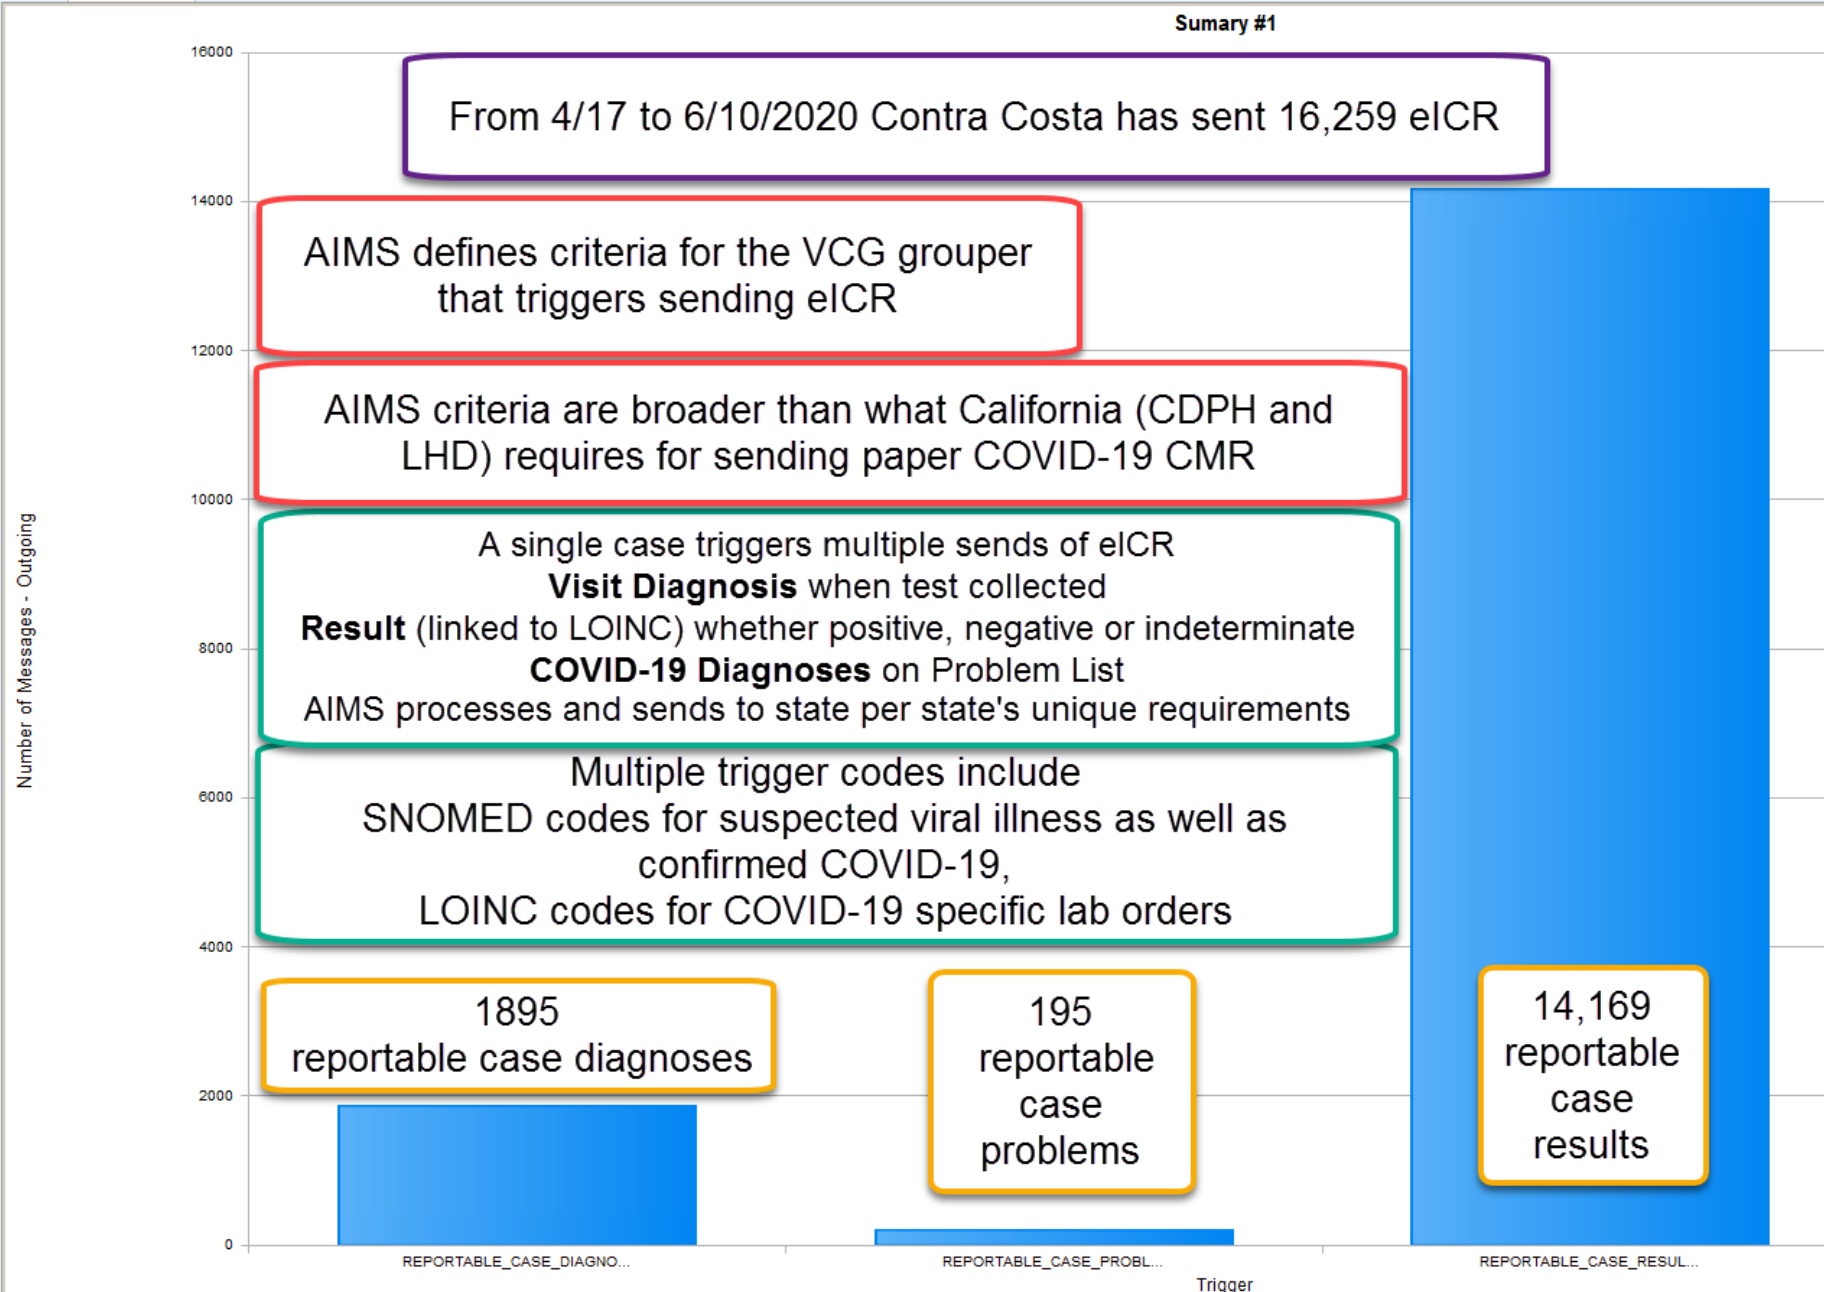 Sumary #1
16000
From 4/17 to 6/10/2020 Contra Costa has sent 16,259 eICR
14000
AIMS defines criteria for the VCG grouper
that triggers sending eICR
12000
AIMS criteria are broader than what California (CDPH and
LHD) requires for sending paper COVID-19 CMR
10000
A single case triggers multiple sends of eICR
Visit Diagnosis when test collected
Result (linked to LOINC) whether positive, negative or indeterminate
8000
COVID-19 Diagnoses on Problem List
AIMS processes and sends to state per state's unique requirements
Number of Messages - Outgoing
Multiple trigger codes include
6000
SNOMED codes for suspected viral illness as well as
confirmed COVID-19,
LOINC codes for COVID-19 specific lab orders
4000
1895
reportable case diagnoses
195
reportable
case
problems
14,169
reportable
case
results
2000
0
REPORTABLE_CASE_DIAGNO...
REPORTABLE_CASE_PROBL...
REPORTABLE_CASE_RESUL...
Trigger